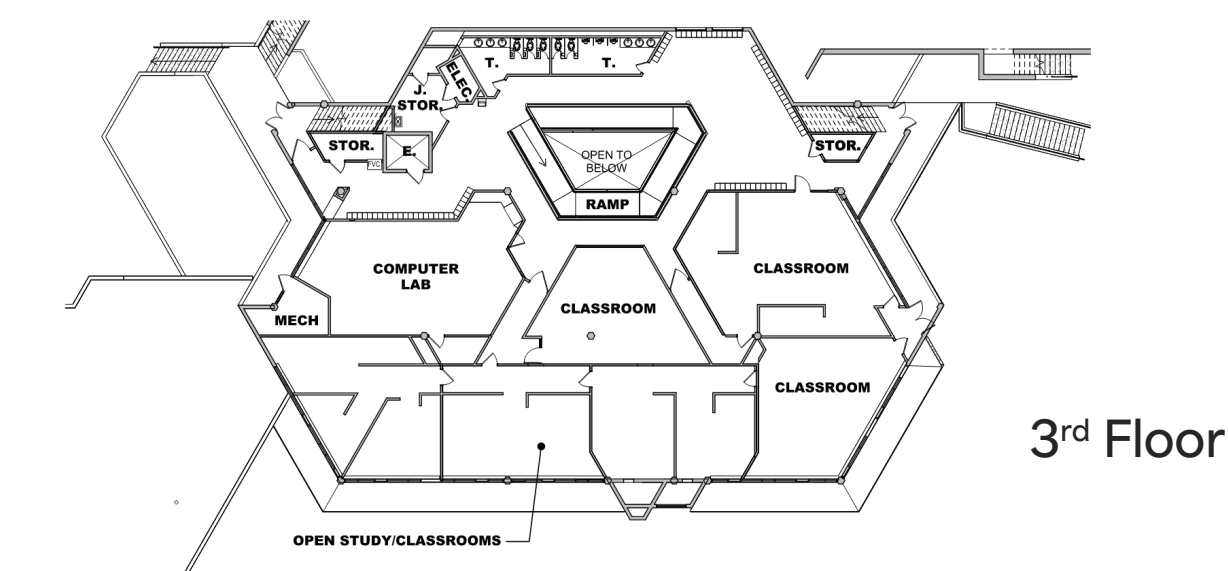 T.
T.
ELEC.
J.
STOR.
STOR.
E.
FVC
STOR.
OPEN TO
BELOW
RAMP
COMPUTER
LAB
CLASSROOM
CLASSROOM
MECH
CLASSROOM
3rd Floor
OPEN STUDY/CLASSROOMS